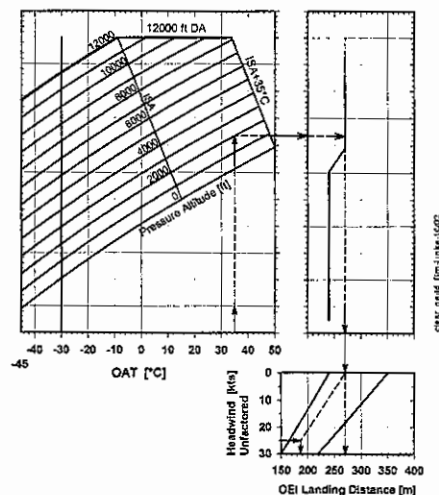 12000 ft DA
12000
10000
8000
6000
4000
2000
0
ISA
ISA+35°C
Pressure Altitude [ft]
-45
-40 -30 -20 -10 0 10 20 30 40 50
OAT [°C]
Headwind [kts]
Unfactored
0
10
20
30
150 200 250 300 350 400
OEI Landing Distance [m]